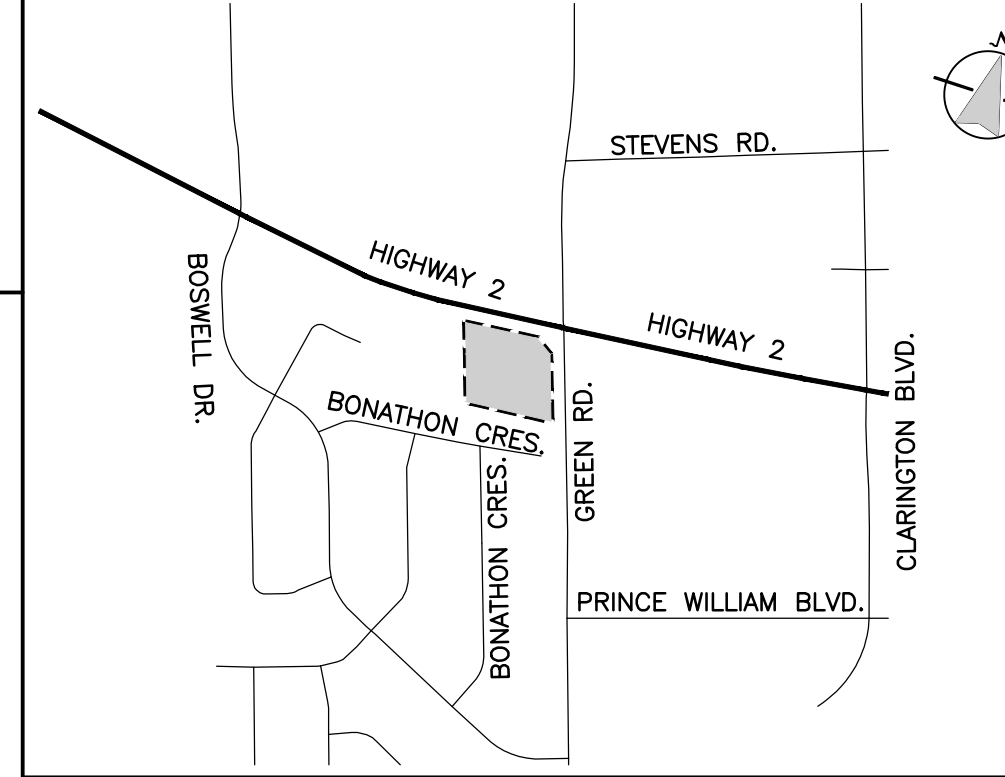 N
STEVENS RD.
HIGHWAY 2
HIGHWAY 2
BOSWELL DR.
BONATHON CRES.
BONATHON CRES.
GREEN RD.
CLARINGTON BLVD.
PRINCE WILLIAM BLVD.